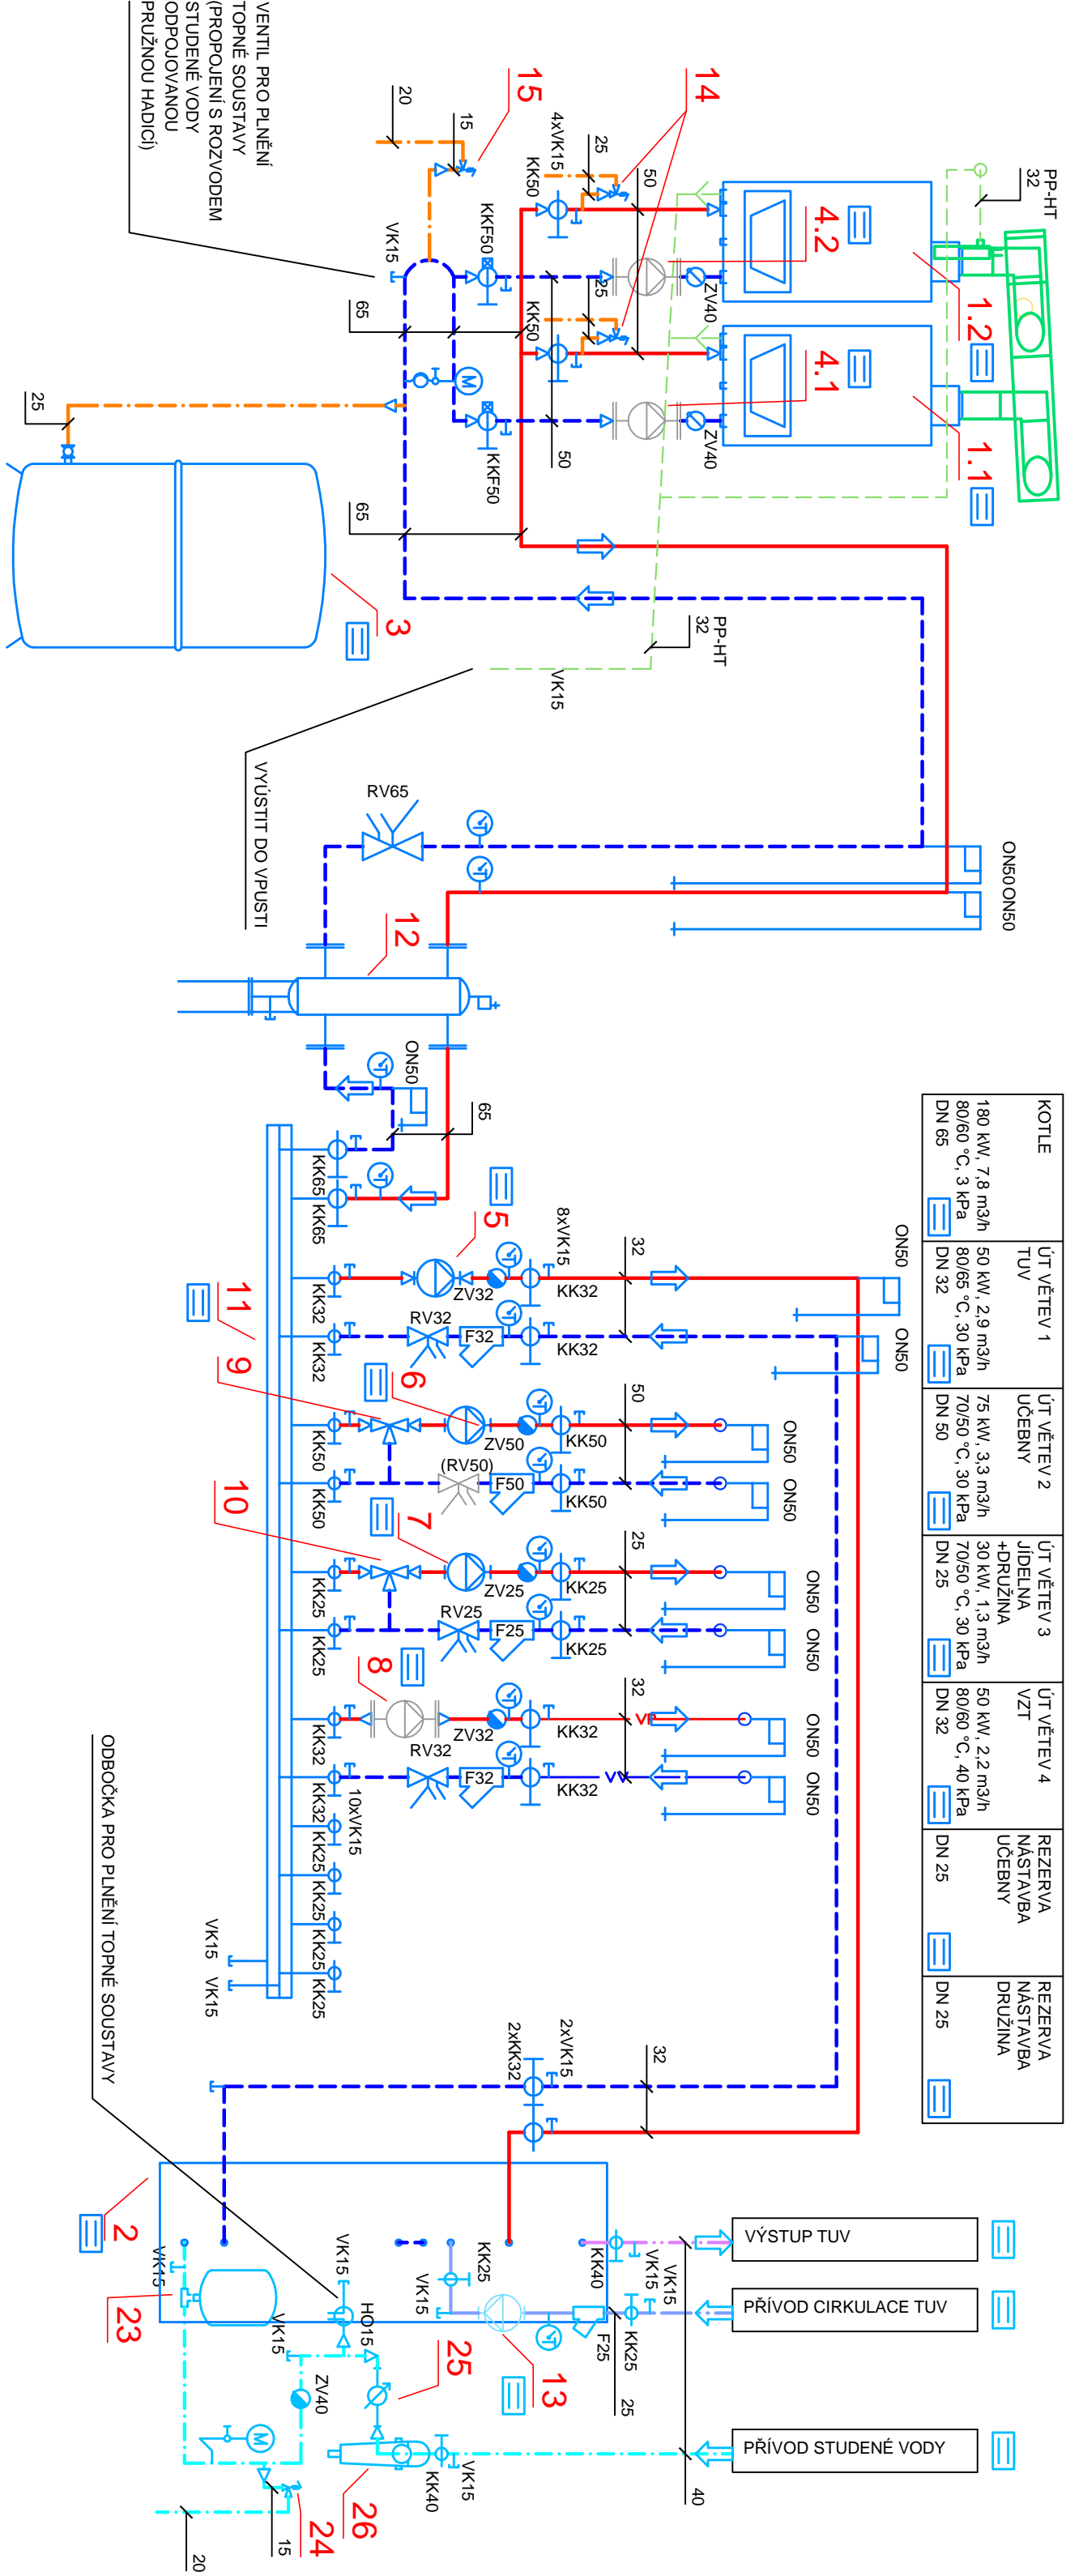 VENTIL PRO PLNĚNÍ
TOPNÉ SOUSTAVY
(PROPOJENÍ S ROZVODEM
STUDENÉ VODY
ODPOJOVANOU
PRUŽNOU HADICÍ)
15
20
15
14
4xVK15
25
50
KK50
KKF50
VK15
65
PP-HT
32
4.2
ZV40
1.2
25
KK50
4.1
ZV40
1.1
M
KKF50
50
25
65
3
PP-HT
32
VK15
VYÚSTIT DO VPUSTI
RV65
T
T
ON50
ON50
12
T
ON50
65
KK65
T
KK65
KOTLE
180 kW, 7,8 m3/h
80/60 °C, 3 kPa
DN 65
ÚT VĚTEV 1
TUV
50 kW, 2,9 m3/h
80/65 °C, 30 kPa
DN 32
ÚT VĚTEV 2
UČEBNY
75 kW, 3,3 m3/h
70/50 °C, 30 kPa
DN 50
ÚT VĚTEV 3
JÍDELNA
+DRUŽINA
30 kW, 1,3 m3/h
70/50 °C, 30 kPa
DN 25
ÚT VĚTEV 4
VZT
50 kW, 2,2 m3/h
80/60 °C, 40 kPa
DN 32
REZERVA
NÁSTAVBA
UČEBNY
DN 25
REZERVA
NÁSTAVBA
DRUŽINA
DN 25
5
8xVK15
32
ON50
T
ZV32
KK32
KK32
ON50
T
RV32
F32
KK32
KK32
11
9
6
50
ON50
T
ZV50
KK50
KK50
ON50
T
(RV50)
F50
KK50
KK50
10
7
25
ON50
T
ZV25
KK25
KK25
ON50
T
RV25
F25
KK25
KK25
8
32
ON50
VP
T
ZV32
KK32
KK32
ON50
VV
T
RV32
F32
KK32
KK32
10xVK15
KK25
KK25
KK25
KK25
VK15
VK15
ODBOČKA PRO PLNĚNÍ TOPNÉ SOUSTAVY
2xKK32
2xVK15
32
2
VK15
23
VK15
VK15
HO15
ZV40
M
KK25
VK15
KK40
VK15
VK15
F25
KK25
T
13
25
25
26
KK40
VK15
24
15
20
40
VÝSTUP TUV
PŘÍVOD CIRKULACE TUV
PŘÍVOD STUDENÉ VODY